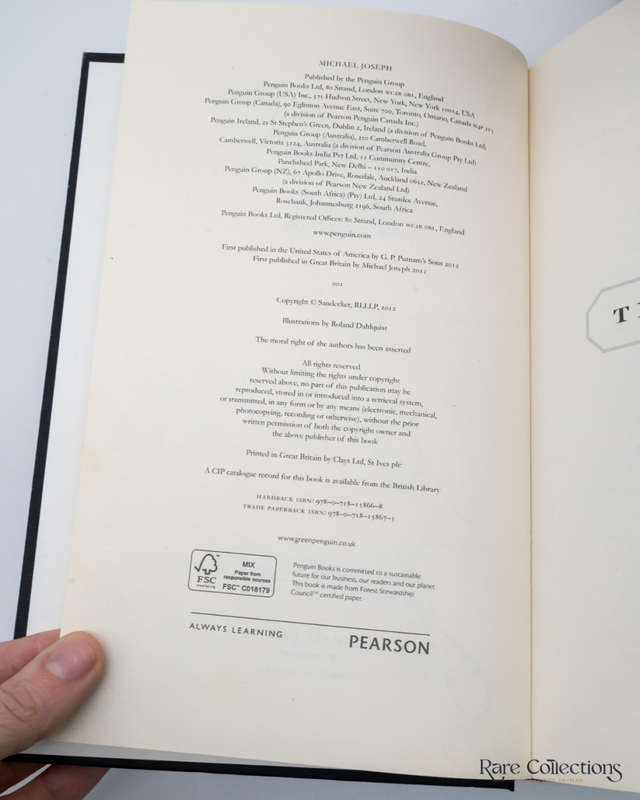 MICHAEL JOSEPH
Published by the Penguin Group
Penguin Books Ltd, 80 Strand, London WC2R 0RL, England
Penguin Group (USA) Inc., 375 Hudson Street, New York, New York 10014, USA
Penguin Group (Canada), 90 Eglinton Avenue East, Suite 700, Toronto, Ontario, Canada M4P 2Y3
(a division of Pearson Penguin Canada Inc.)
Penguin Ireland, 25 St Stephen's Green, Dublin 2, Ireland (a division of Penguin Books Ltd)
Penguin Group (Australia), 250 Camberwell Road,
Camberwell, Victoria 3124, Australia (a division of Pearson Australia Group Pty Ltd)
Penguin Books India Pvt Ltd, 11 Community Centre,
Panchsheel Park, New Delhi – 110 017, India
Penguin Group (NZ), 67 Apollo Drive, Rosedale, Auckland 0632, New Zealand
(a division of Pearson New Zealand Ltd)
Penguin Books (South Africa) (Pty) Ltd, 24 Sturdee Avenue,
Rosebank, Johannesburg 2196, South Africa
Penguin Books Ltd, Registered Offices: 80 Strand, London WC2R 0RL, England
www.penguin.com
First published in the United States of America by G. P. Putnam's Sons 2012
First published in Great Britain by Michael Joseph 2012
001
Copyright © Sandecker, RLLLP, 2012
Illustrations by Roland Dahlquist
The moral right of the authors has been asserted
All rights reserved
Without limiting the rights under copyright
reserved above, no part of this publication may be
reproduced, stored in or introduced into a retrieval system,
or transmitted, in any form or by any means (electronic, mechanical,
photocopying, recording or otherwise), without the prior
written permission of both the copyright owner and
the above publisher of this book
Printed in Great Britain by Clays Ltd, St Ives plc
A CIP catalogue record for this book is available from the British Library
HARDBACK ISBN: 978–0–718–15866–8
TRADE PAPERBACK ISBN: 978–0–718–15867–5
www.greenpenguin.co.uk
FSC
MIX
Paper from
responsible sources
FSC™ C018179
Penguin Books is committed to a sustainable
future for our business, our readers and our planet.
This book is made from Forest Stewardship
Council™ certified paper.
ALWAYS LEARNING
PEARSON
T
Rare Collections